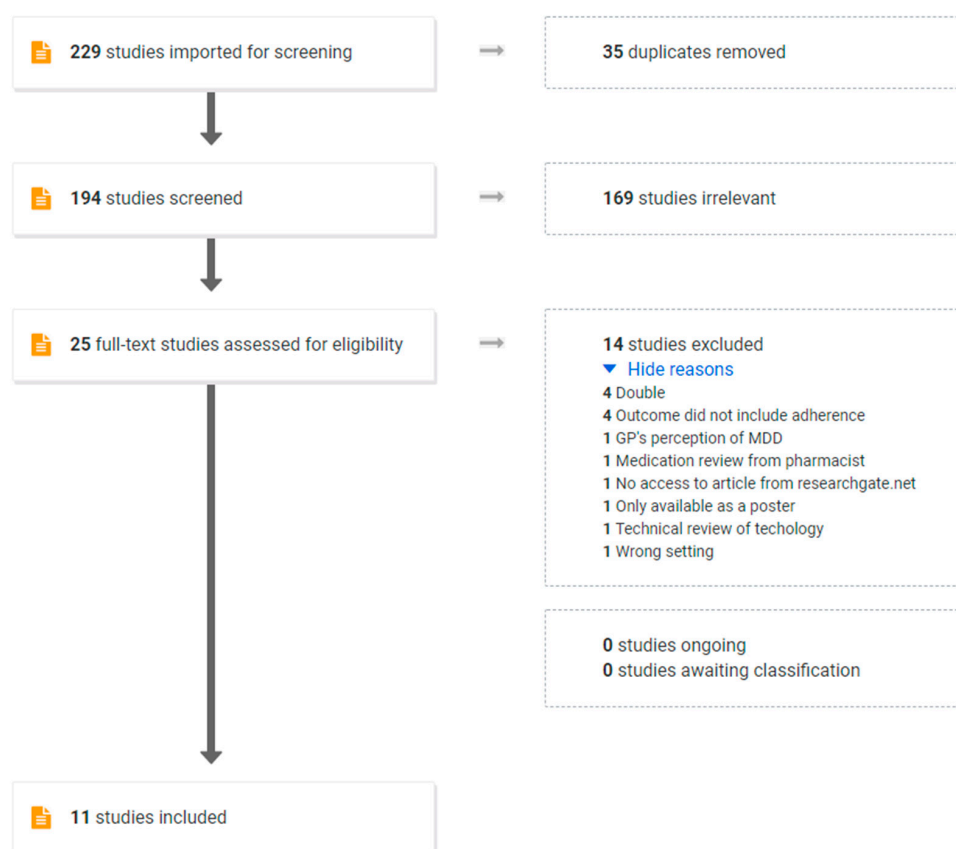 229 studies imported for screening
35 duplicates removed
194 studies screened
169 studies irrelevant
25 full-text studies assessed for eligibility
14 studies excluded
Hide reasons
4 Double
4 Outcome did not include adherence
1 GP's perception of MDD
1 Medication review from pharmacist
1 No access to article from researchgate.net
1 Only available as a poster
1 Technical review of techology
1 Wrong setting
0 studies ongoing
0 studies awaiting classification
11 studies included